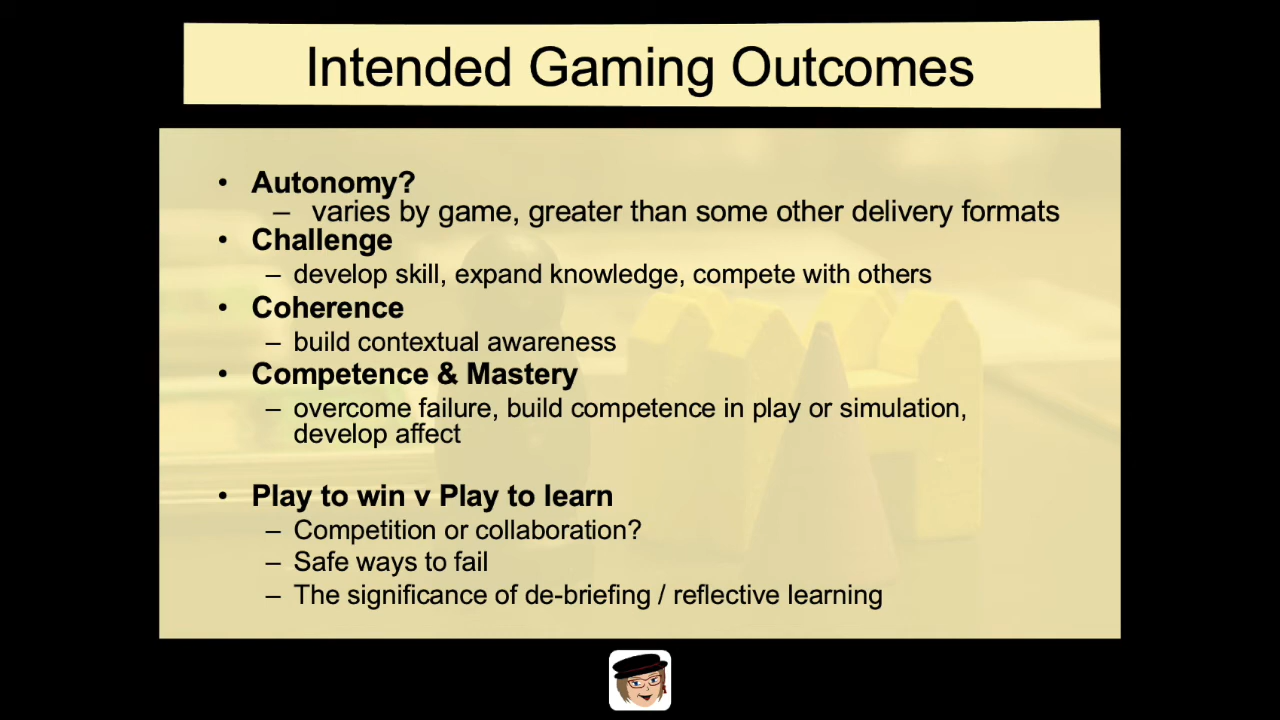 Intended Gaming Outcomes
• Autonomy?
– varies by game, greater than some other delivery formats
• Challenge
– develop skill, expand knowledge, compete with others
• Coherence
– build contextual awareness
• Competence & Mastery
– overcome failure, build competence in play or simulation,
develop affect
• Play to win v Play to learn
– Competition or collaboration?
– Safe ways to fail
– The significance of de-briefing / reflective learning